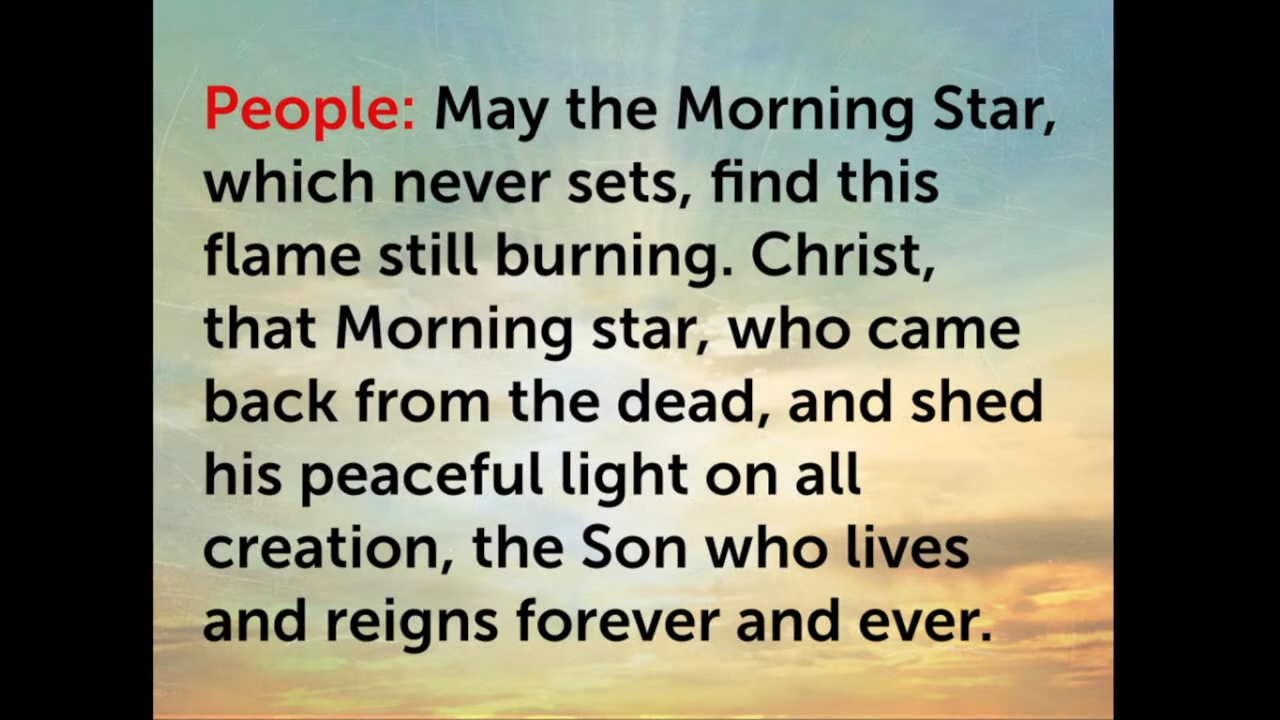 People: May the Morning Star,
which never sets, find this
flame still burning. Christ,
that Morning star, who came
back from the dead, and shed
his peaceful light on all
creation, the Son who lives
and reigns forever and ever.